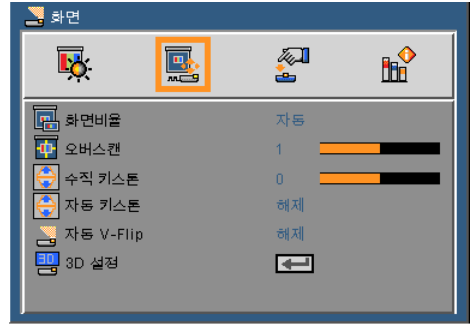 화면
화면비율 자동
오버스캔 1
수직 키스톤 0
자동 키스톤 해제
자동 V-Flip 해제
3D 3D 설정